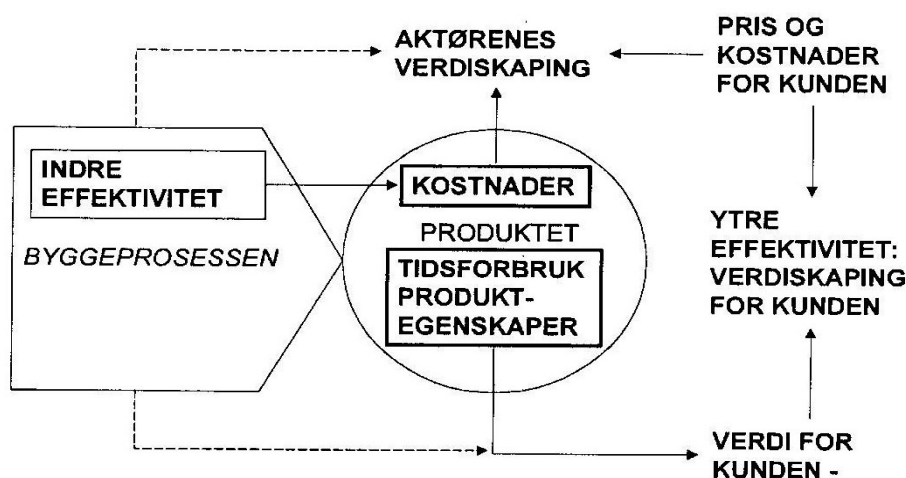 AKTØRENES
VERDISKAPING
PRIS OG
KOSTNADER
FOR KUNDEN
INDRE
EFFEKTIVITET
BYGGEPROSESSEN
KOSTNADER
PRODUKTET
TIDSFORBRUK
PRODUKT-
EGENSKAPER
YTRE
EFFEKTIVITET:
VERDISKAPING
FOR KUNDEN
VERDI FOR
KUNDEN -